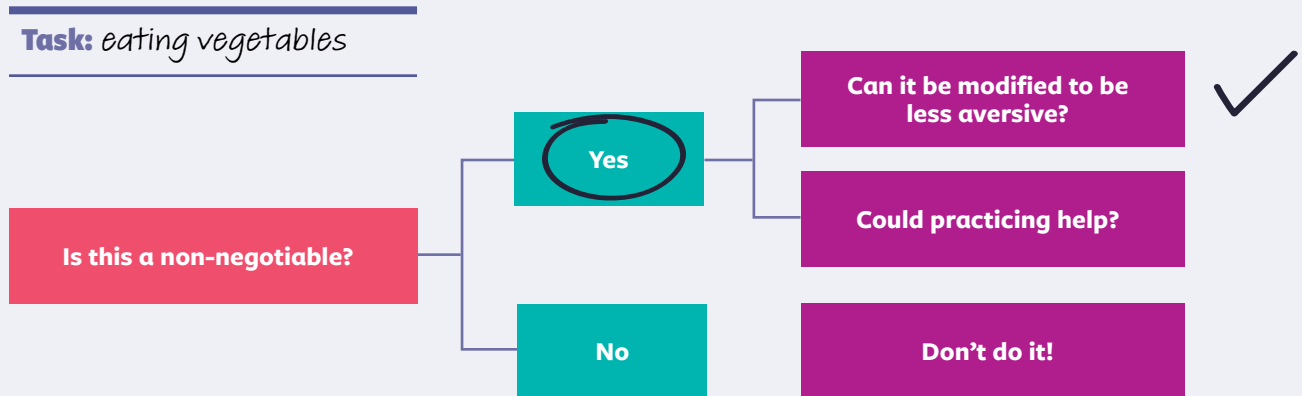 Task: eating vegetables
Is this a non-negotiable?
Yes
No
Can it be modified to be
less aversive?
Could practicing help?
Don't do it!